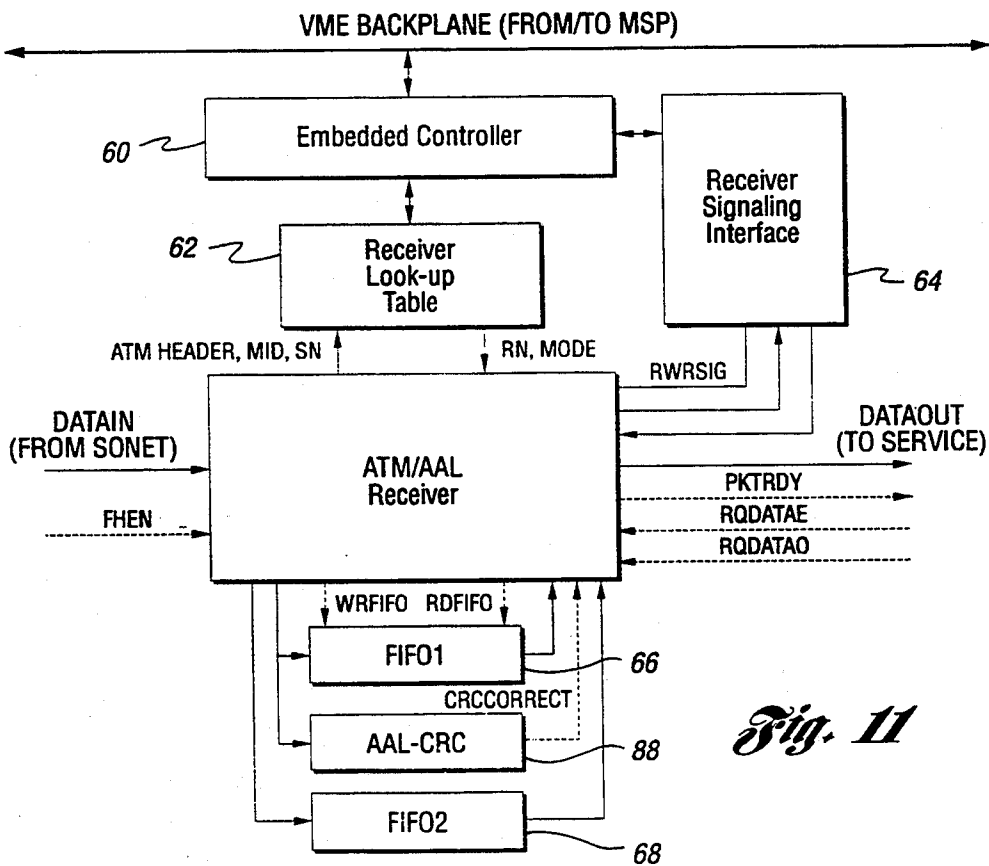 VME BACKPLANE (FROM/TO MSP)
60
Embedded Controller
Receiver
Signaling
Interface
64
62
Receiver
Look-up
Table
ATM HEADER, MID, SN
RN, MODE
RWRSIG
DATAIN
(FROM SONET)
FHEN
ATM/AAL
Receiver
DATAOUT
(TO SERVICE)
PKTRDY
RQDATAE
RQDATAO
WRFIFO
RDFIFO
FIFO1
66
CRCCORRECT
AAL-CRC
88
FIFO2
68
Fig. 11